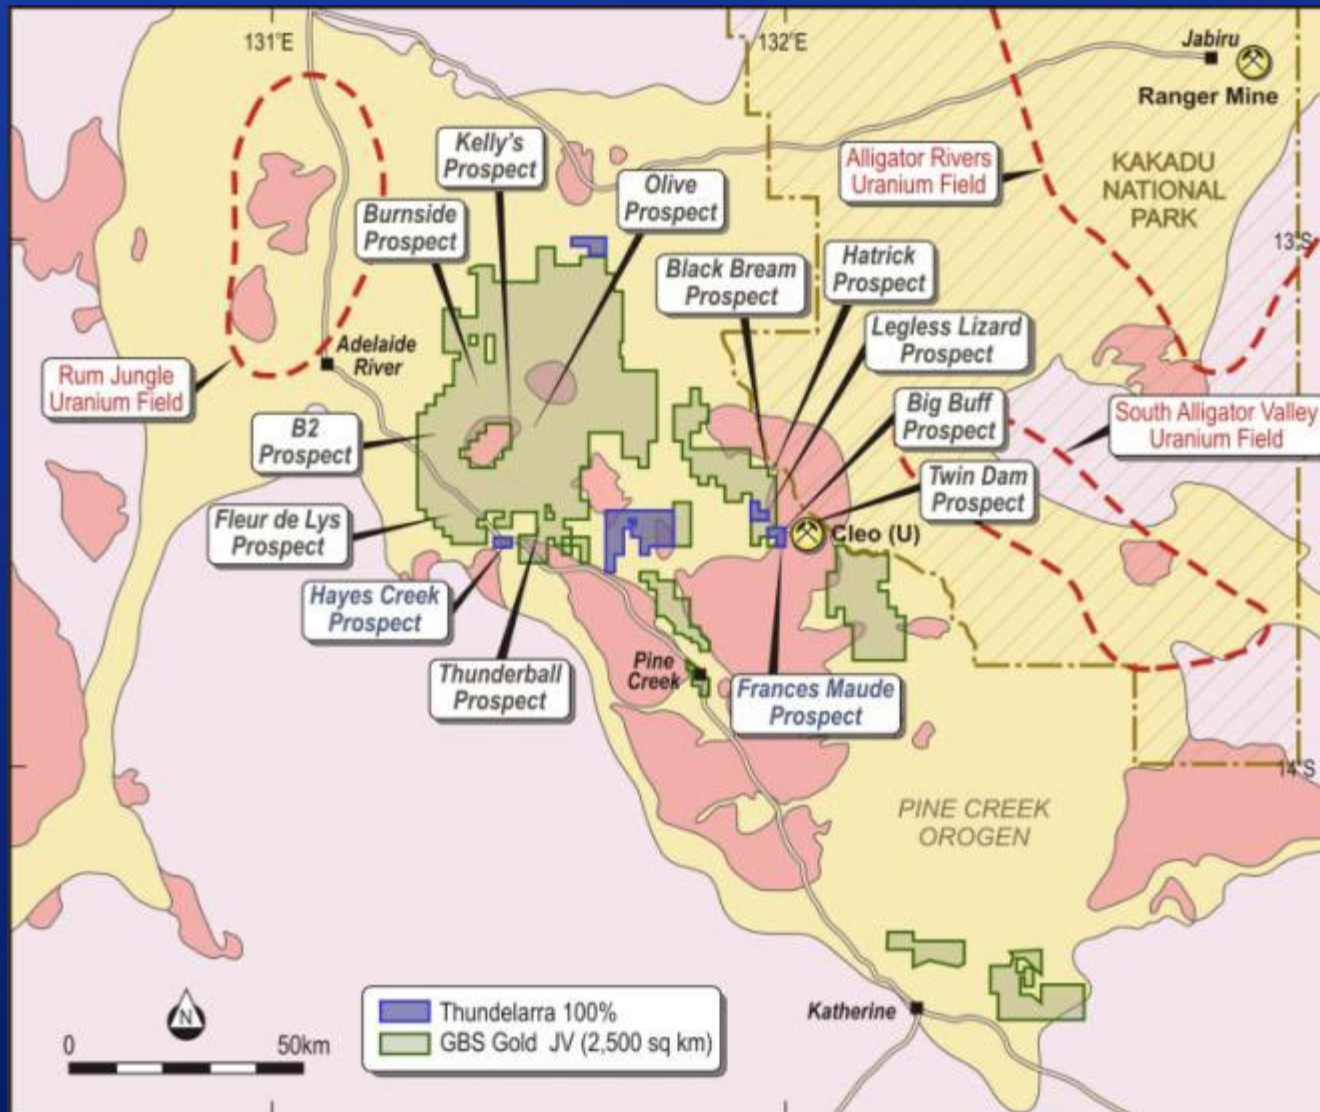 131°E
132°E
Jabiru
Ranger Mine
Kelly's
Prospect
Alligator Rivers
Uranium Field
KAKADU
NATIONAL
PARK
Olive
Prospect
Burnside
Prospect
13°S
Black Bream
Prospect
Hatrick
Prospect
Legless Lizard
Prospect
Adelaide
River
Rum Jungle
Uranium Field
Big Buff
Prospect
South Alligator Valley
Uranium Field
B2
Prospect
Twin Dam
Prospect
Fleur de Lys
Prospect
Cleo (U)
Hayes Creek
Prospect
Thunderball
Prospect
Pine
Creek
Frances Maude
Prospect
14°S
PINE CREEK
OROGEN
N
Katherine
0 50km
Thundelarra 100%
GBS Gold JV (2,500 sq km)